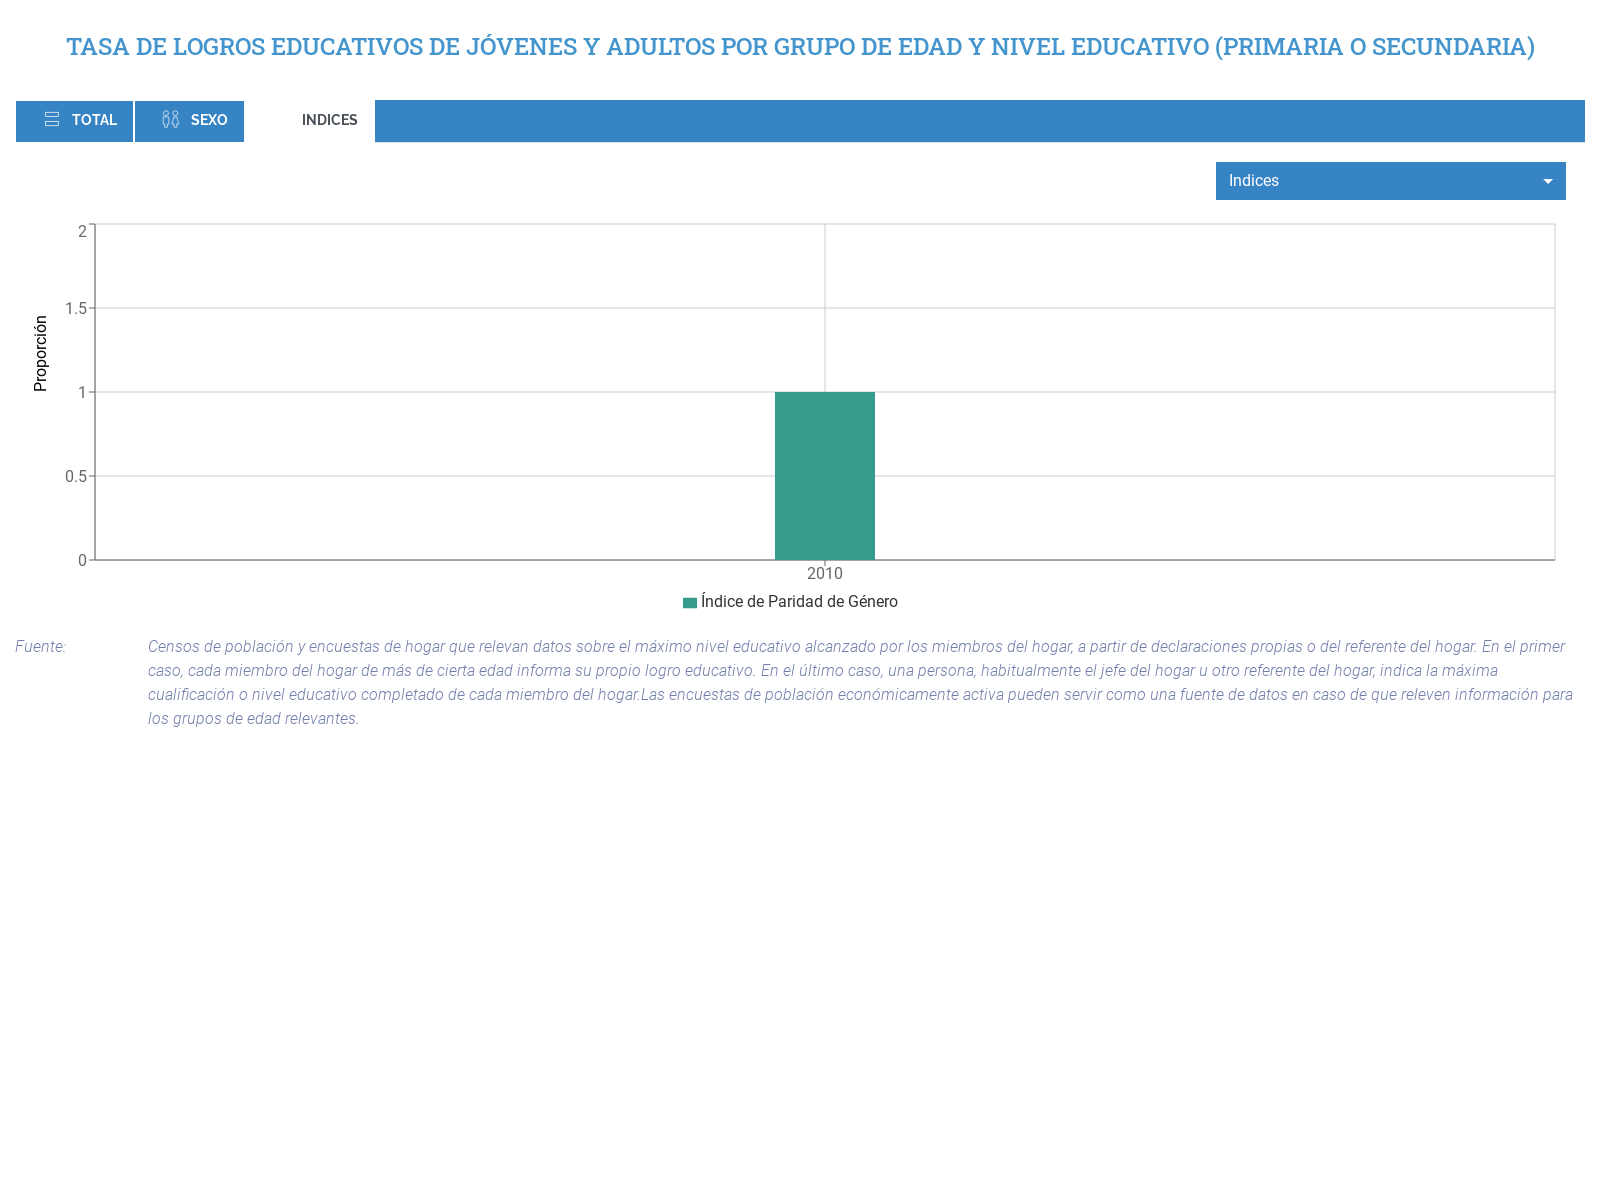 TASA DE LOGROS EDUCATIVOS DE JÓVENES Y ADULTOS POR GRUPO DE EDAD Y NIVEL EDUCATIVO (PRIMARIA O SECUNDARIA)
TOTAL SEXO INDICES
Indices
2
1.5
1
0.5
0
Proporción
2010
Índice de Paridad de Género
Fuente: Censos de población y encuestas de hogar que relevan datos sobre el máximo nivel educativo alcanzado por los miembros del hogar, a partir de declaraciones propias o del referente del hogar. En el primer
caso, cada miembro del hogar de más de cierta edad informa su propio logro educativo. En el último caso, una persona, habitualmente el jefe del hogar u otro referente del hogar, indica la máxima
cualificación o nivel educativo completado de cada miembro del hogar.Las encuestas de población económicamente activa pueden servir como una fuente de datos en caso de que releven información para
los grupos de edad relevantes.